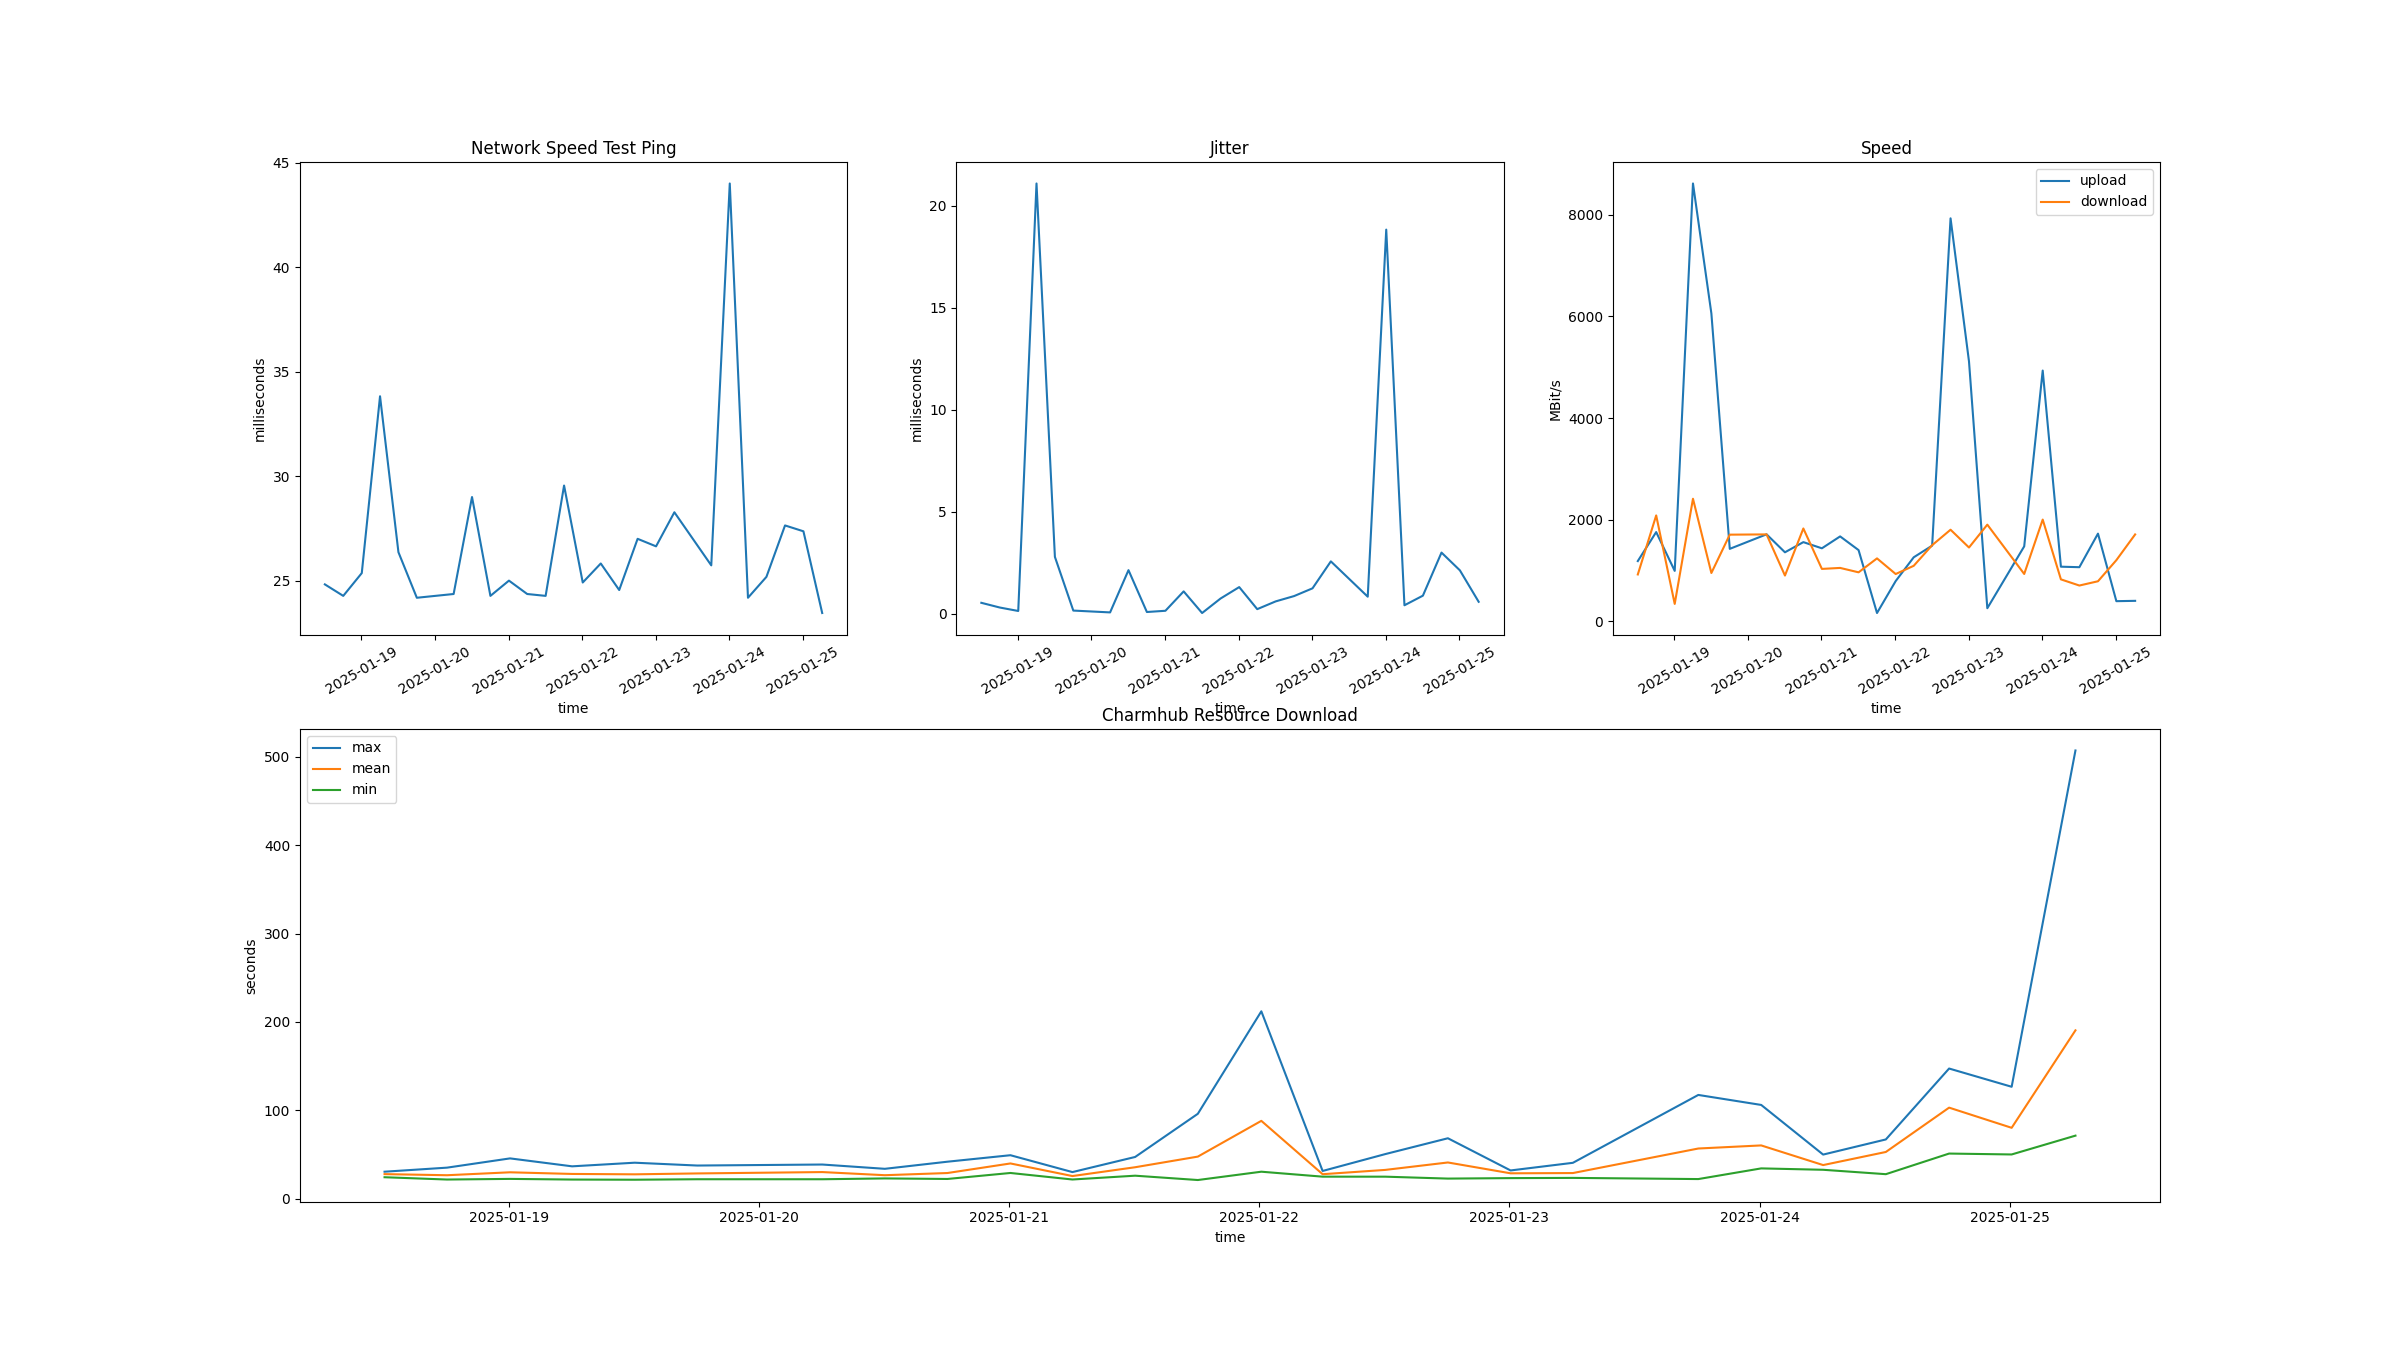 Network Speed Test Ping
45
40
35
30
25
milliseconds
2025-01-19
2025-01-20
2025-01-21
2025-01-22
2025-01-23
2025-01-24
2025-01-25
time
Jitter
20
15
10
5
0
milliseconds
2025-01-19
2025-01-20
2025-01-21
2025-01-22
2025-01-23
2025-01-24
2025-01-25
time
Speed
upload
download
8000
6000
4000
2000
0
MBit/s
2025-01-19
2025-01-20
2025-01-21
2025-01-22
2025-01-23
2025-01-24
2025-01-25
time
Charmhub Resource Download
max
mean
min
500
400
300
200
100
0
seconds
2025-01-19
2025-01-20
2025-01-21
2025-01-22
2025-01-23
2025-01-24
2025-01-25
time